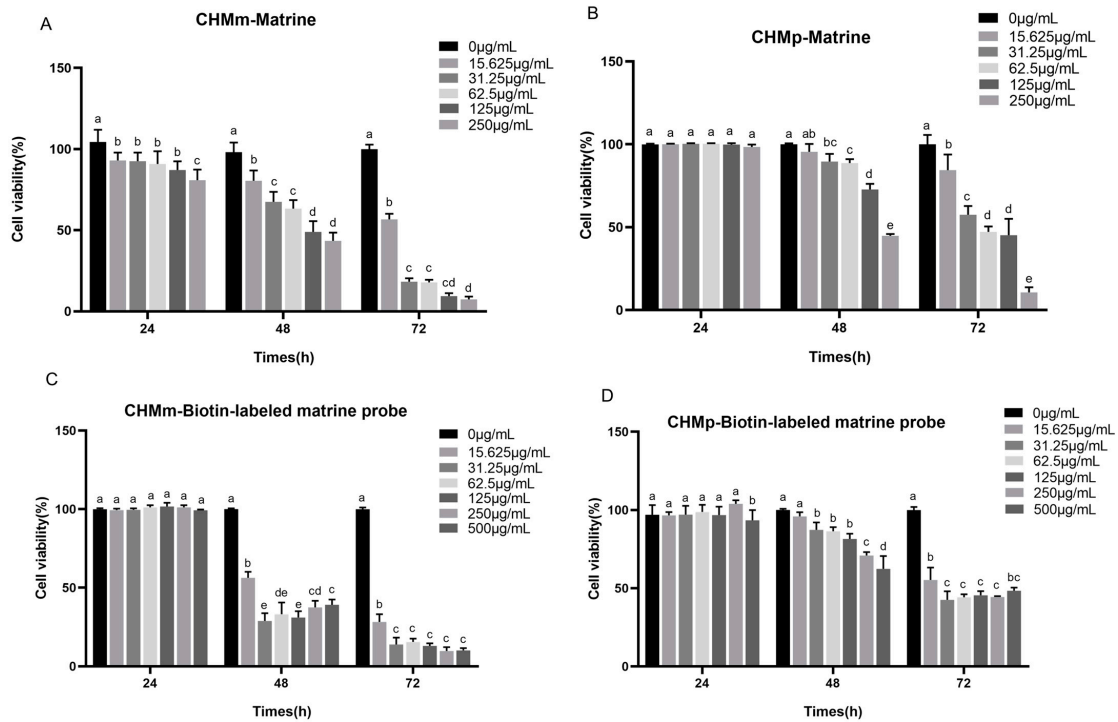 A
CHMm-Matrine
0μg/mL
15.625μg/mL
31.25μg/mL
62.5μg/mL
125μg/mL
250μg/mL
150
100
50
0
Cell viability(%)
a b b b b c
a b c c d d
a b c c cd d
24 48 72
Times(h)
B
CHMp-Matrine
0μg/mL
15.625μg/mL
31.25μg/mL
62.5μg/mL
125μg/mL
250μg/mL
150
100
50
0
Cell viability(%)
a a a a a a
a ab bc c d e
a b c d d e
24 48 72
Times(h)
C
CHMm-Biotin-labeled matrine probe
0μg/mL
15.625μg/mL
31.25μg/mL
62.5μg/mL
125μg/mL
250μg/mL
500μg/mL
150
100
50
0
Cell viability(%)
a a a a a a a
a b e de e cd c
a b c c c c c
24 48 72
Times(h)
D
CHMp-Biotin-labeled matrine probe
0μg/mL
15.625μg/mL
31.25μg/mL
62.5μg/mL
125μg/mL
250μg/mL
500μg/mL
150
100
50
0
Cell viability(%)
a a a a a a b
a a b b b c d
a b c c c c bc
24 48 72
Times(h)